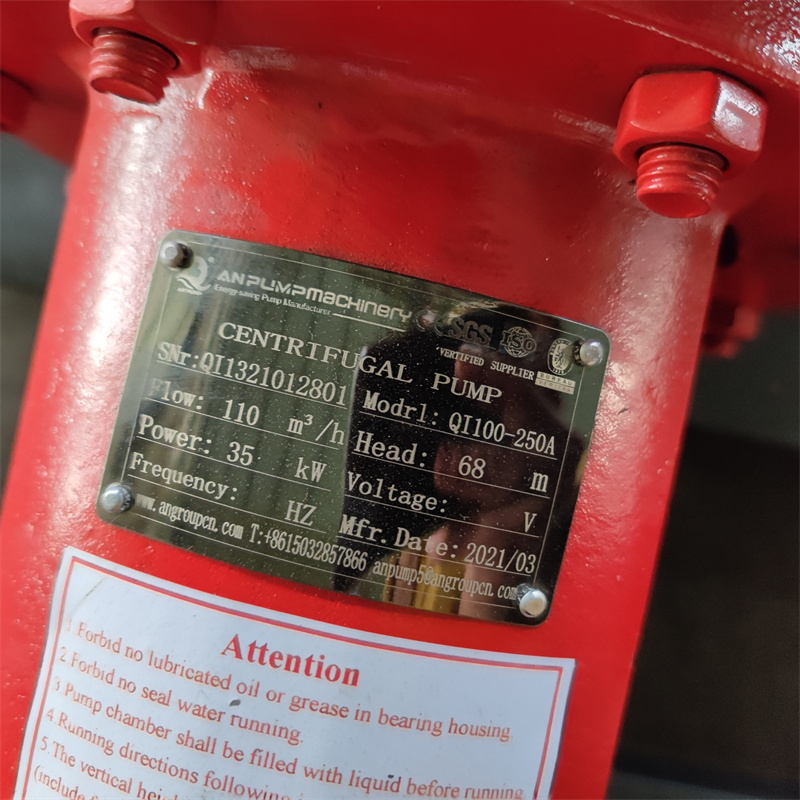 ANPUMPMACHINERY
Energy-saving Pump Manufacturer
SGS ISO
VERTIFIED SUPPLIER
BUREAU
CENTRIFUGAL PUMP
SNr:QI1321012801 Modrl: QI100-250A
Flow: 110 m³/h Head: 68 m
Power: 35 kW Voltage: V
Frequency: HZ Mfr.Date: 2021/03
www.angroupcn.com T:+8615032857866 anpump5@angroupcn.com
Attention
1.Forbid no lubricated oil or grease in bearing housing
2.Forbid no seal water running.
3.Pump chamber shall be filled with liquid before running
4.Running directions following
5.The vertical
(include